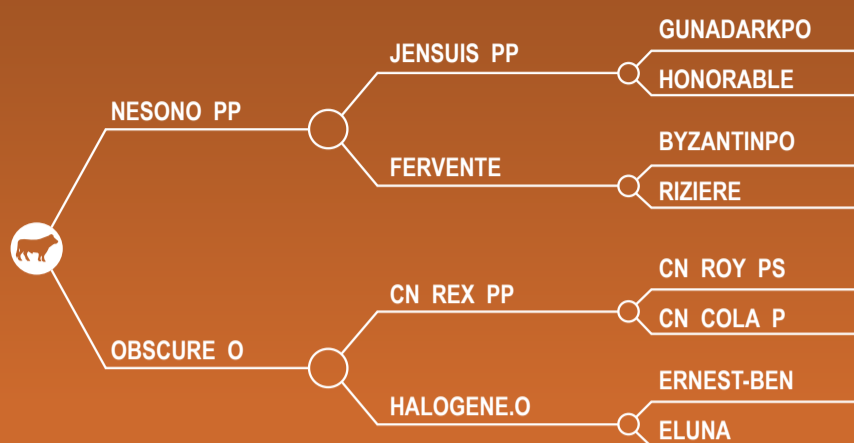 GUNADARKPO
JENSUIS PP
HONORABLE
NESONO PP
BYZANTINPO
FERVENTE
RIZIERE
CN ROY PS
CN REX PP
CN COLA P
OBSCURE O
ERNEST-BEN
HALOGENE.O
ELUNA